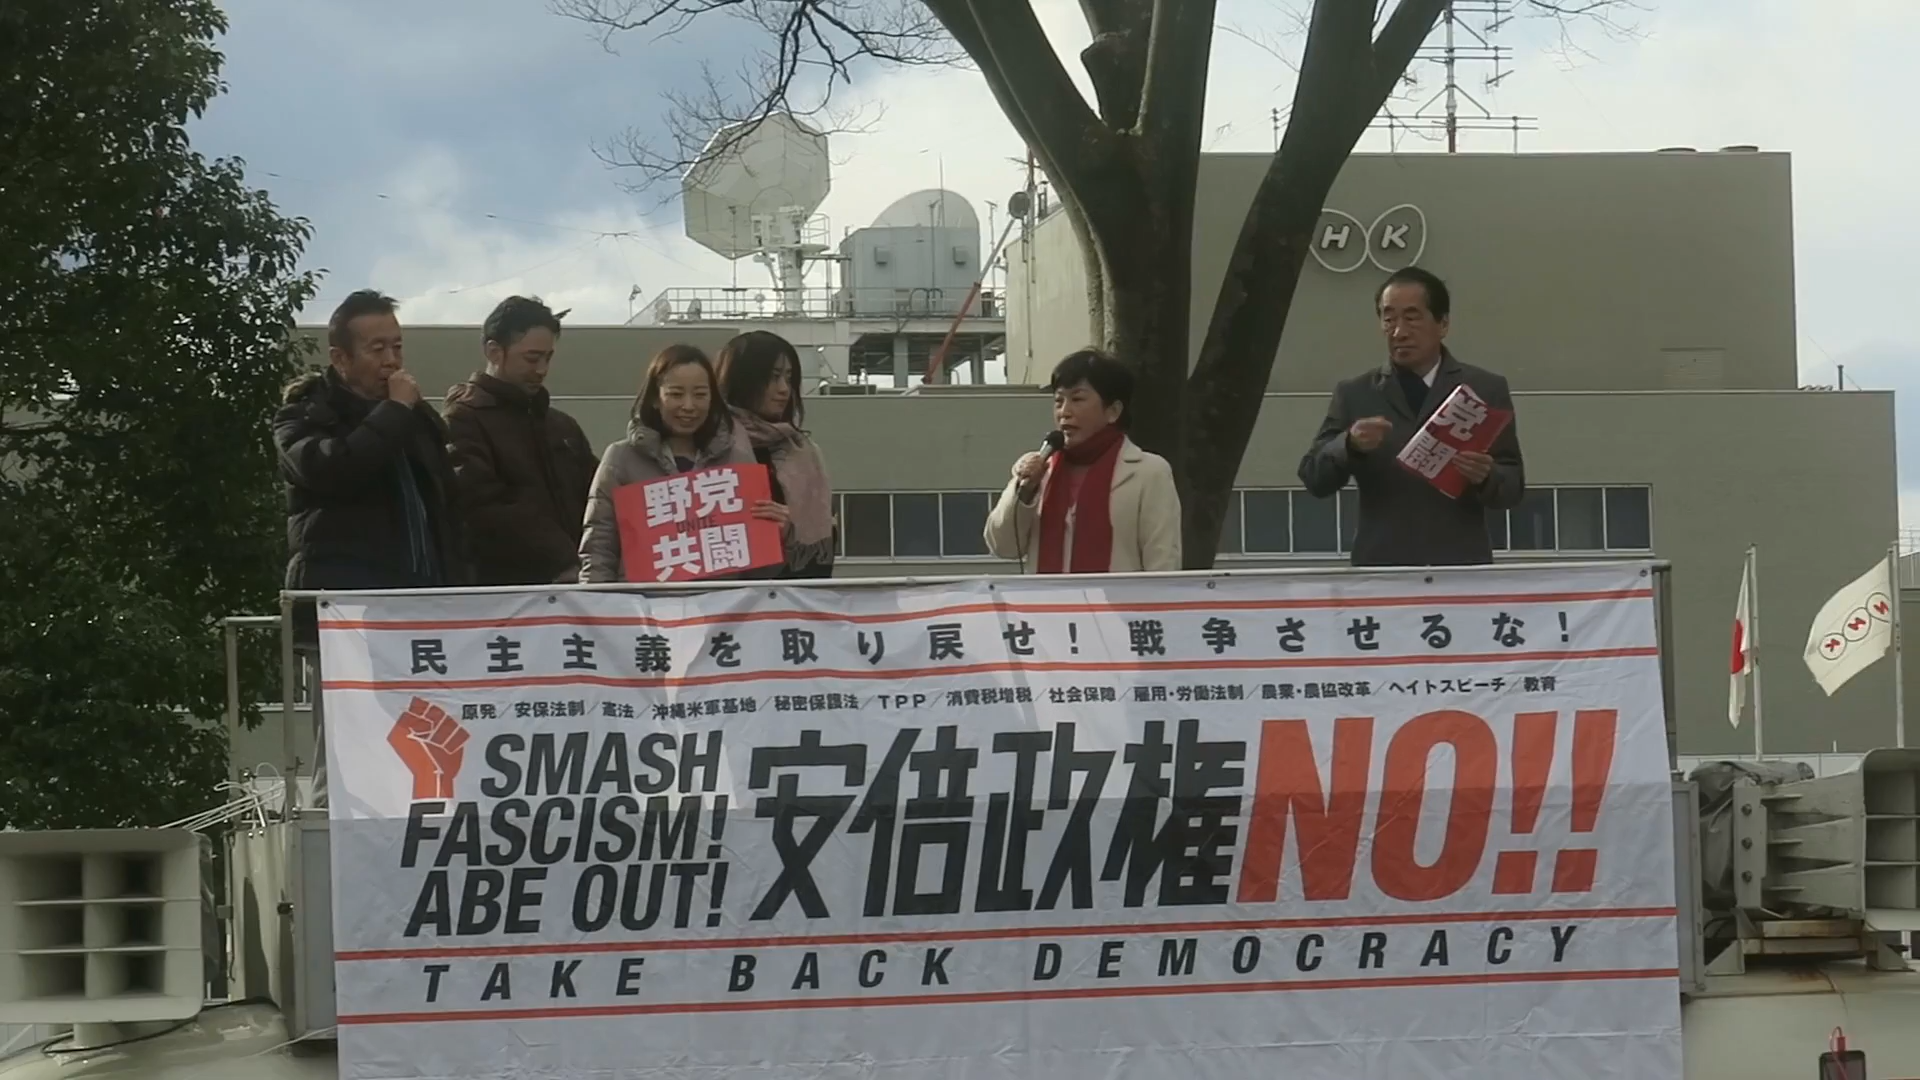 HK
野党
UNITE
共闘
党
闘
民主主義を取り戻せ！戦争させるな！
原発／安保法制／憲法／沖縄米軍基地／秘密保護法／TPP／消費税増税／社会保障／雇用・労働法制／農業・農協改革／ヘイトスピーチ／教育
SMASH
FASCISM!
ABE OUT!
安倍政権NO!!
TAKE BACK DEMOCRACY
NHK